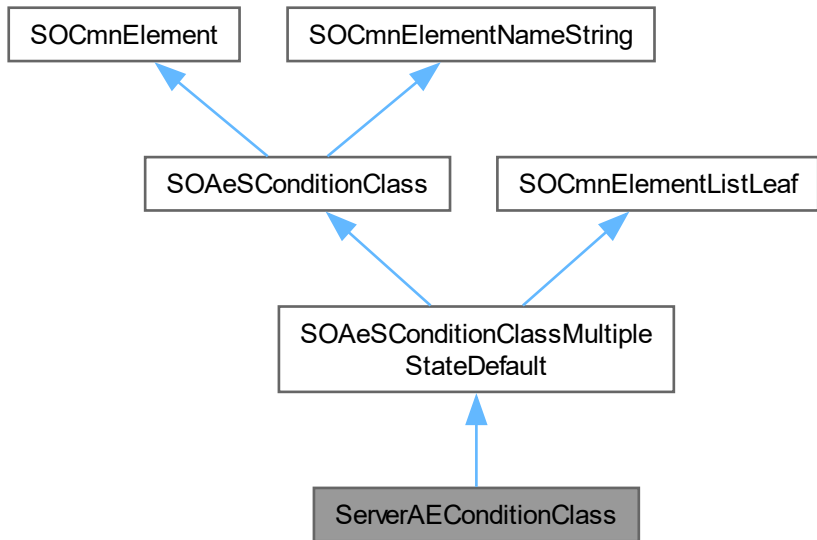 SOCmnElement
SOCmnElementNameString
SOAeSConditionClass
SOCmnElementListLeaf
SOAeSConditionClassMultiple
StateDefault
ServerAEConditionClass